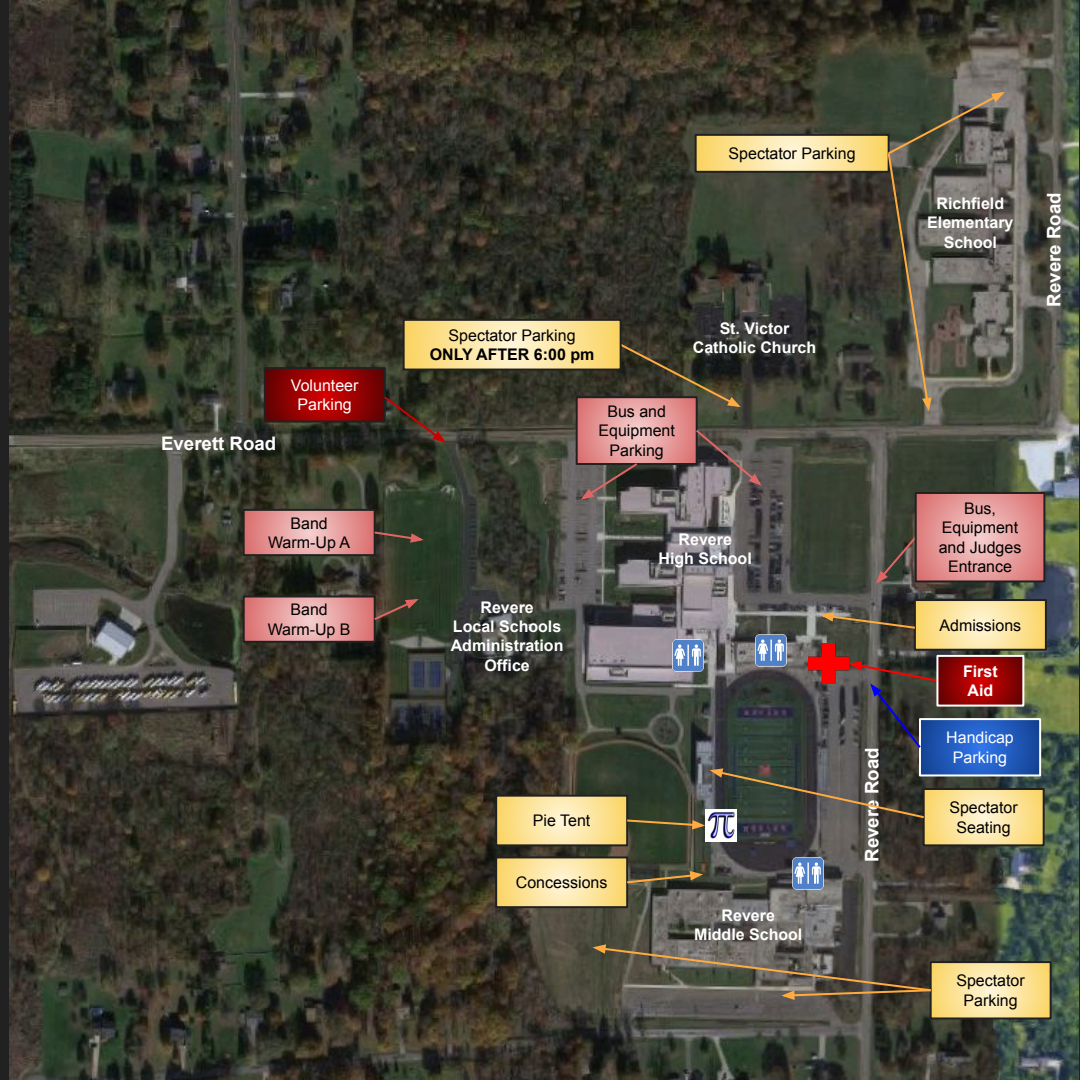 Spectator Parking
Richfield
Elementary
School
Revere Road
Spectator Parking
ONLY AFTER 6:00 pm
St. Victor
Catholic Church
Volunteer
Parking
Bus and
Equipment
Parking
Everett Road
Band
Warm-Up A
Revere
High School
Bus,
Equipment
and Judges
Entrance
Band
Warm-Up B
Revere
Local Schools
Administration
Office
Admissions
First
Aid
Handicap
Parking
Revere Road
Spectator
Seating
Pie Tent
π
Concessions
Revere
Middle School
Spectator
Parking